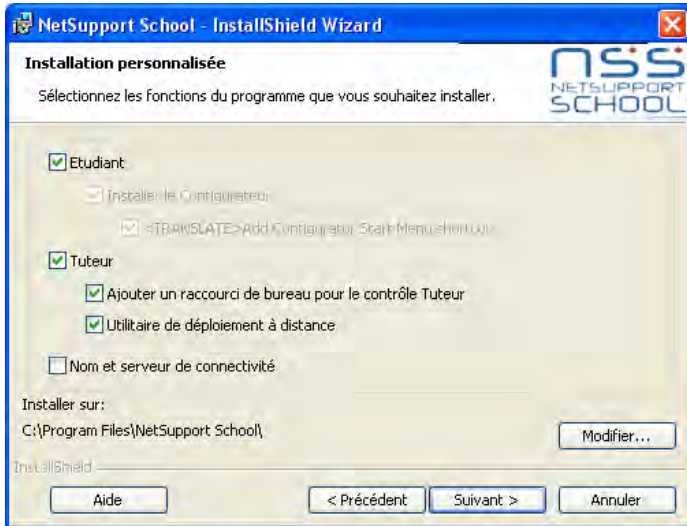 NetSupport School - InstallShield Wizard
Installation personnalisée
Sélectionnez les fonctions du programme que vous souhaitez installer.
nss
NETSUPPORT
SCHOOL
Etudiant
Installer le Configurateur
<TRANSLATE>Add Configurator Start Menu shortcut
Tuteur
Ajouter un raccourci de bureau pour le contrôle Tuteur
Utilitaire de déploiement à distance
Nom et serveur de connectivité
Installer sur:
C:\Program Files\NetSupport School\
Modifier...
InstallShield
Aide
< Précédent
Suivant >
Annuler